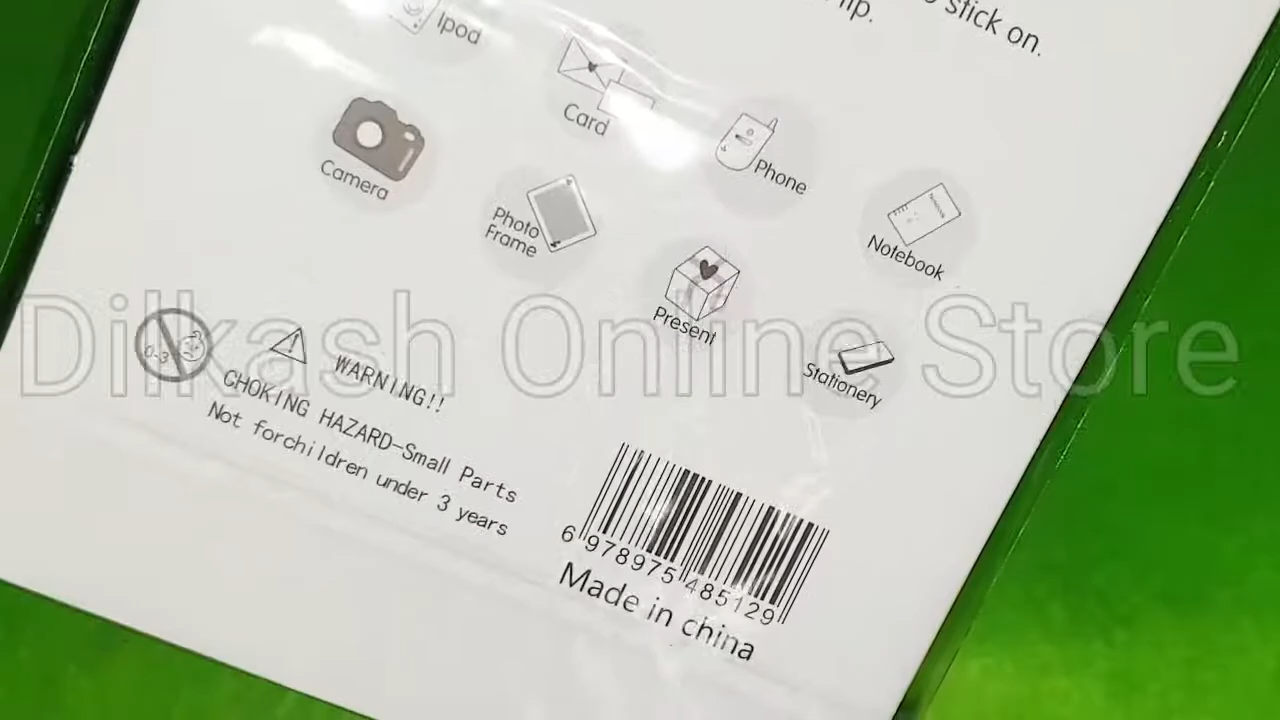 stick on.
Ipod
Card
Phone
Camera
Photo
Frame
Notebook
Present
Stationery
Dilkash Online Store
0-3
WARNING!!
CHOKING HAZARD-Small Parts
Not forchildren under 3 years
6 978975 485129
Made in china